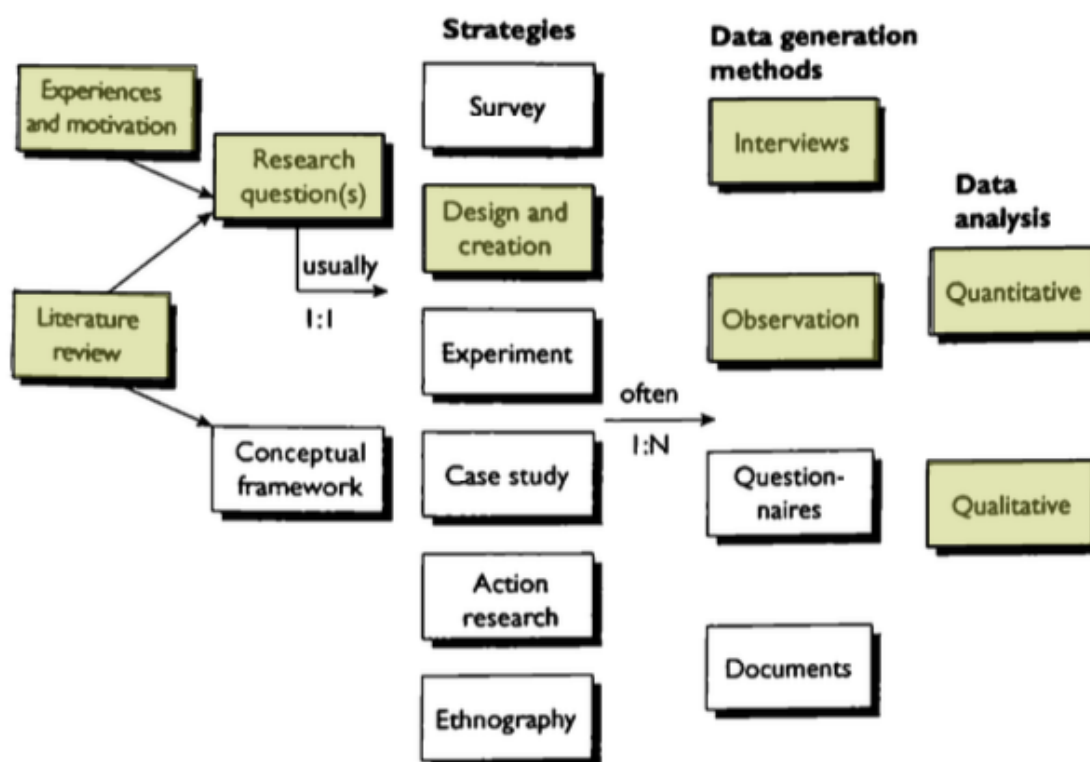 Experiences
and motivation
Literature
review
Research
question(s)
usually
1:1
Conceptual
framework
Strategies
Survey
Design and
creation
Experiment
Case study
Action
research
Ethnography
often
1:N
Data generation
methods
Interviews
Observation
Question-
naires
Documents
Data
analysis
Quantitative
Qualitative